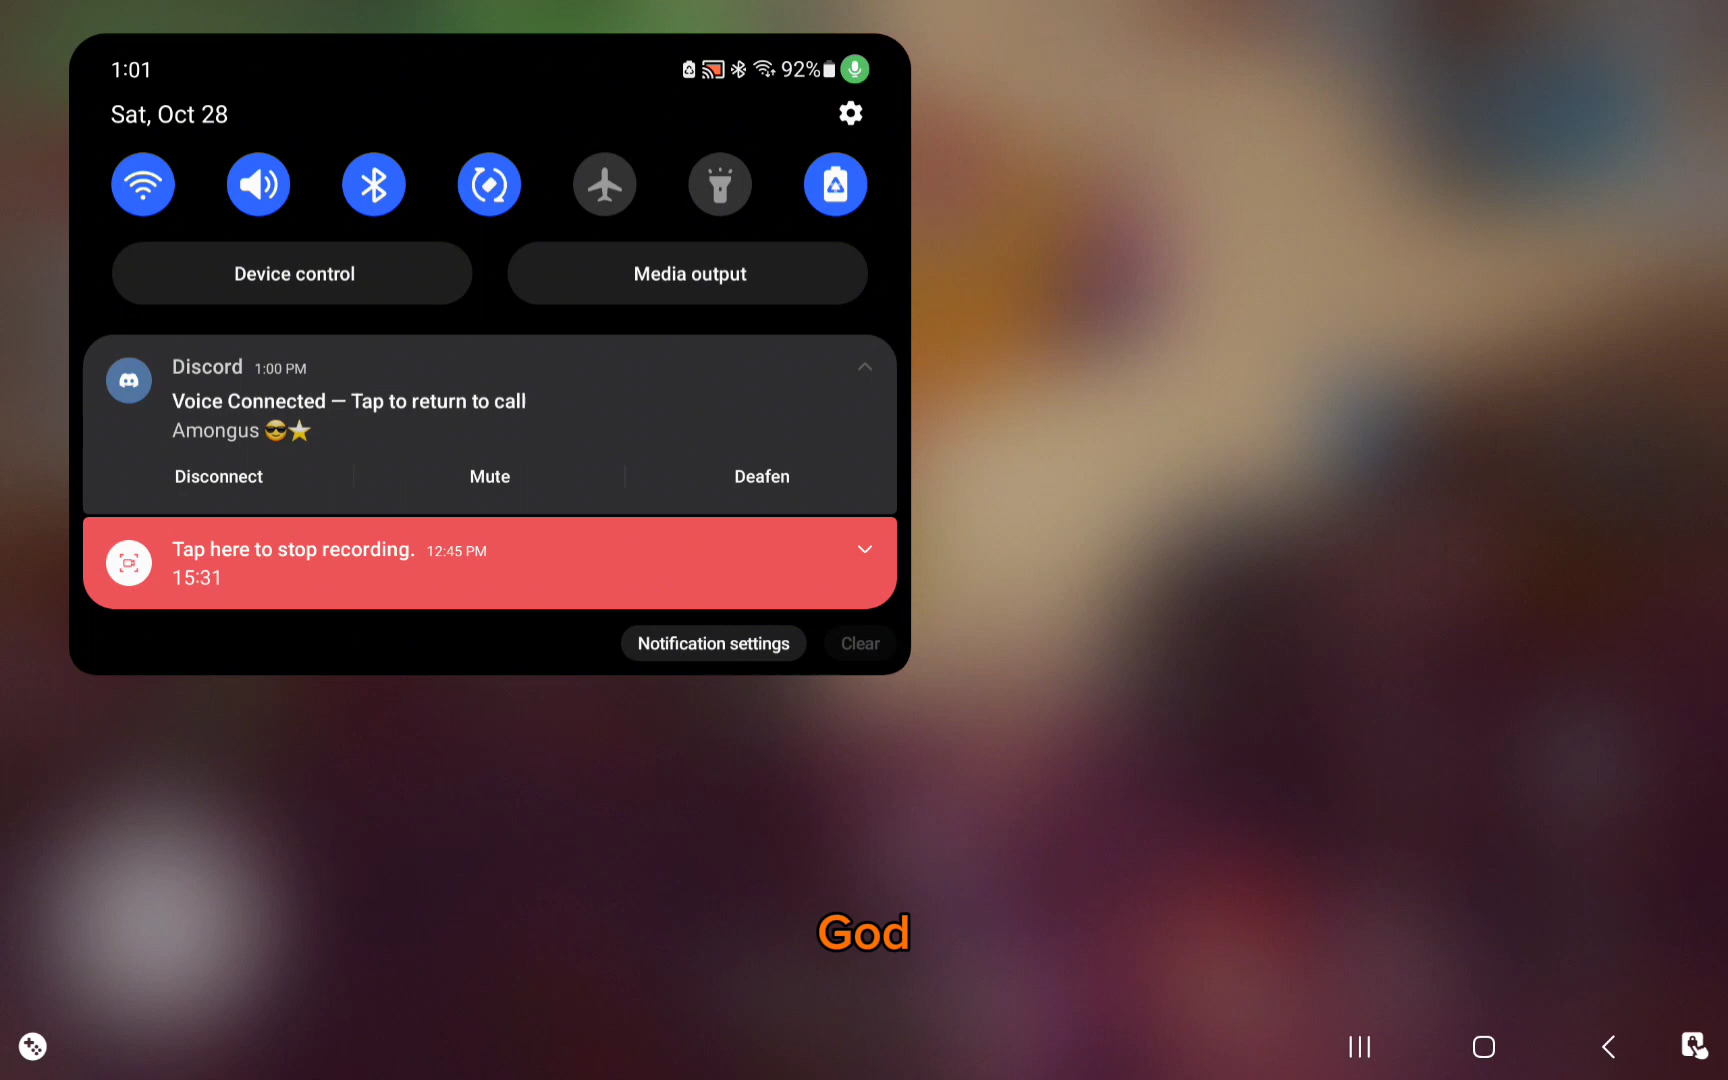 1:01
92%
Sat, Oct 28
Device control
Media output
Discord 1:00 PM
Voice Connected — Tap to return to call
Amongus 😎⭐
Disconnect
Mute
Deafen
Tap here to stop recording. 12:45 PM
15:31
Notification settings
Clear
God